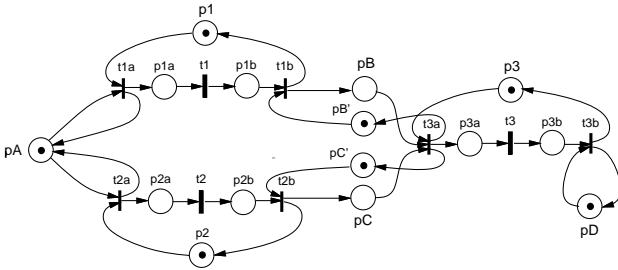 p1
t1a
p1a
t1
p1b
t1b
pB
p3
pB'
t3a
p3a
t3
p3b
t3b
pA
pC'
t2a
p2a
t2
p2b
t2b
pC
pD
p2